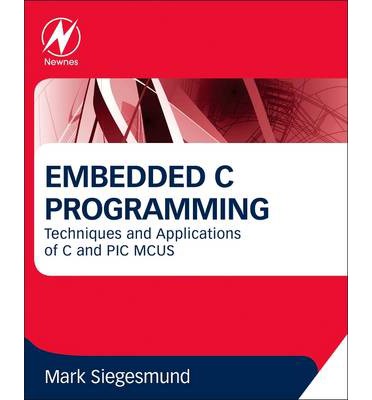 Newnes
EMBEDDED C
PROGRAMMING
Techniques and Applications
of C and PIC MCUS
Mark Siegesmund